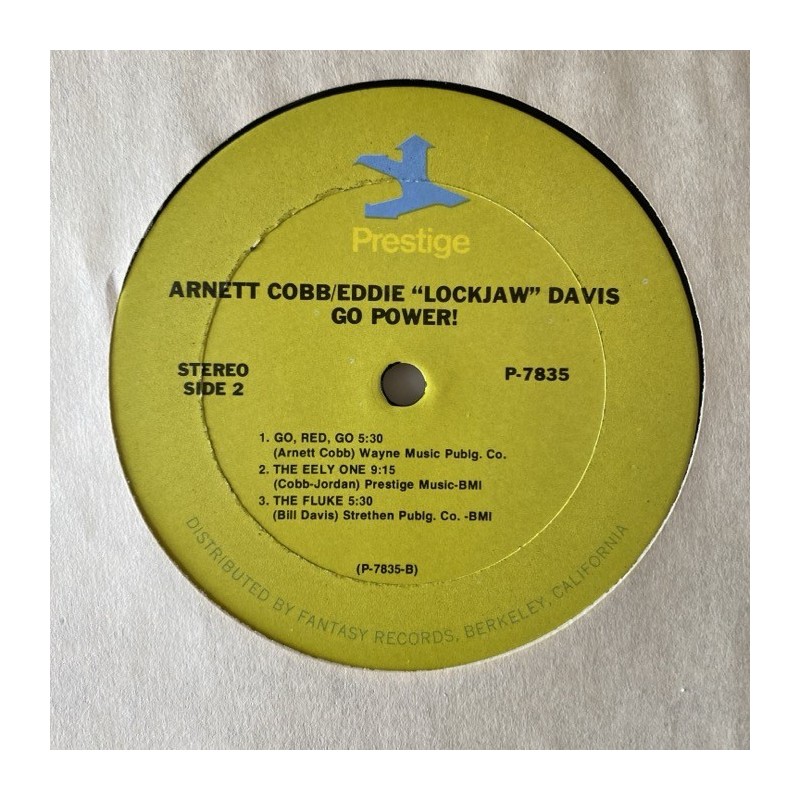 Prestige
ARNETT COBB/EDDIE “LOCKJAW” DAVIS
GO POWER!
STEREO
SIDE 2
P-7835
1. GO, RED, GO 5:30
(Arnett Cobb) Wayne Music Publg. Co.
2. THE EELY ONE 9:15
(Cobb-Jordan) Prestige Music-BMI
3. THE FLUKE 5:30
(Bill Davis) Strethen Publg. Co. -BMI
(P-7835-B)
DISTRIBUTED BY FANTASY RECORDS, BERKELEY, CALIFORNIA